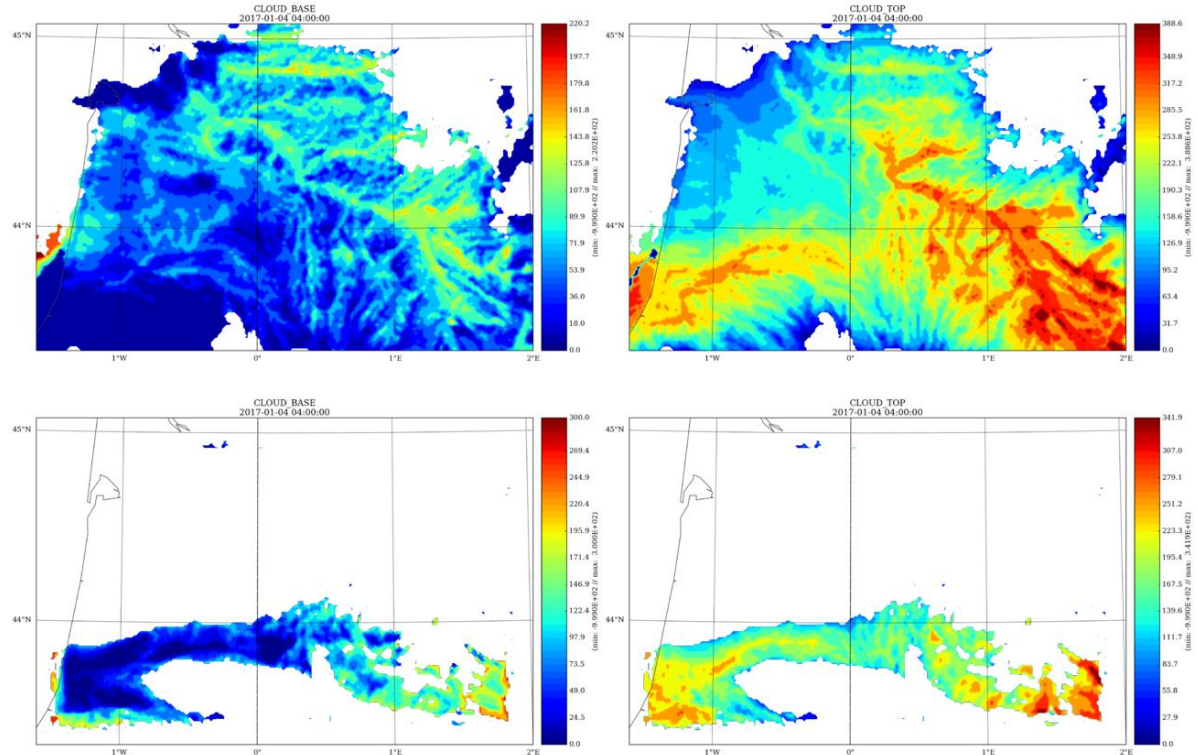 CLOUD_BASE
2017-01-04 04:00:00
45°N
44°N
1°W
0°
1°E
2°E
220.2
197.7
179.8
161.8
143.8
125.8
107.9
89.9
71.9
53.9
36.0
18.0
0.0
(min: -9.990E+02 // max: 2.202E+02)
CLOUD_TOP
2017-01-04 04:00:00
45°N
44°N
1°W
0°
1°E
2°E
388.6
348.9
317.2
285.5
253.8
222.1
190.3
158.6
126.9
95.2
63.4
31.7
0.0
(min: -9.990E+02 // max: 3.886E+02)
CLOUD_BASE
2017-01-04 04:00:00
45°N
44°N
1°W
0°
1°E
2°E
300.0
269.4
244.9
220.4
195.9
171.4
146.9
122.4
97.9
73.5
49.0
24.5
0.0
(min: -9.990E+02 // max: 3.000E+02)
CLOUD_TOP
2017-01-04 04:00:00
45°N
44°N
1°W
0°
1°E
2°E
341.9
307.0
279.1
251.2
223.3
195.4
167.5
139.6
111.7
83.7
55.8
27.9
0.0
(min: -9.990E+02 // max: 3.419E+02)